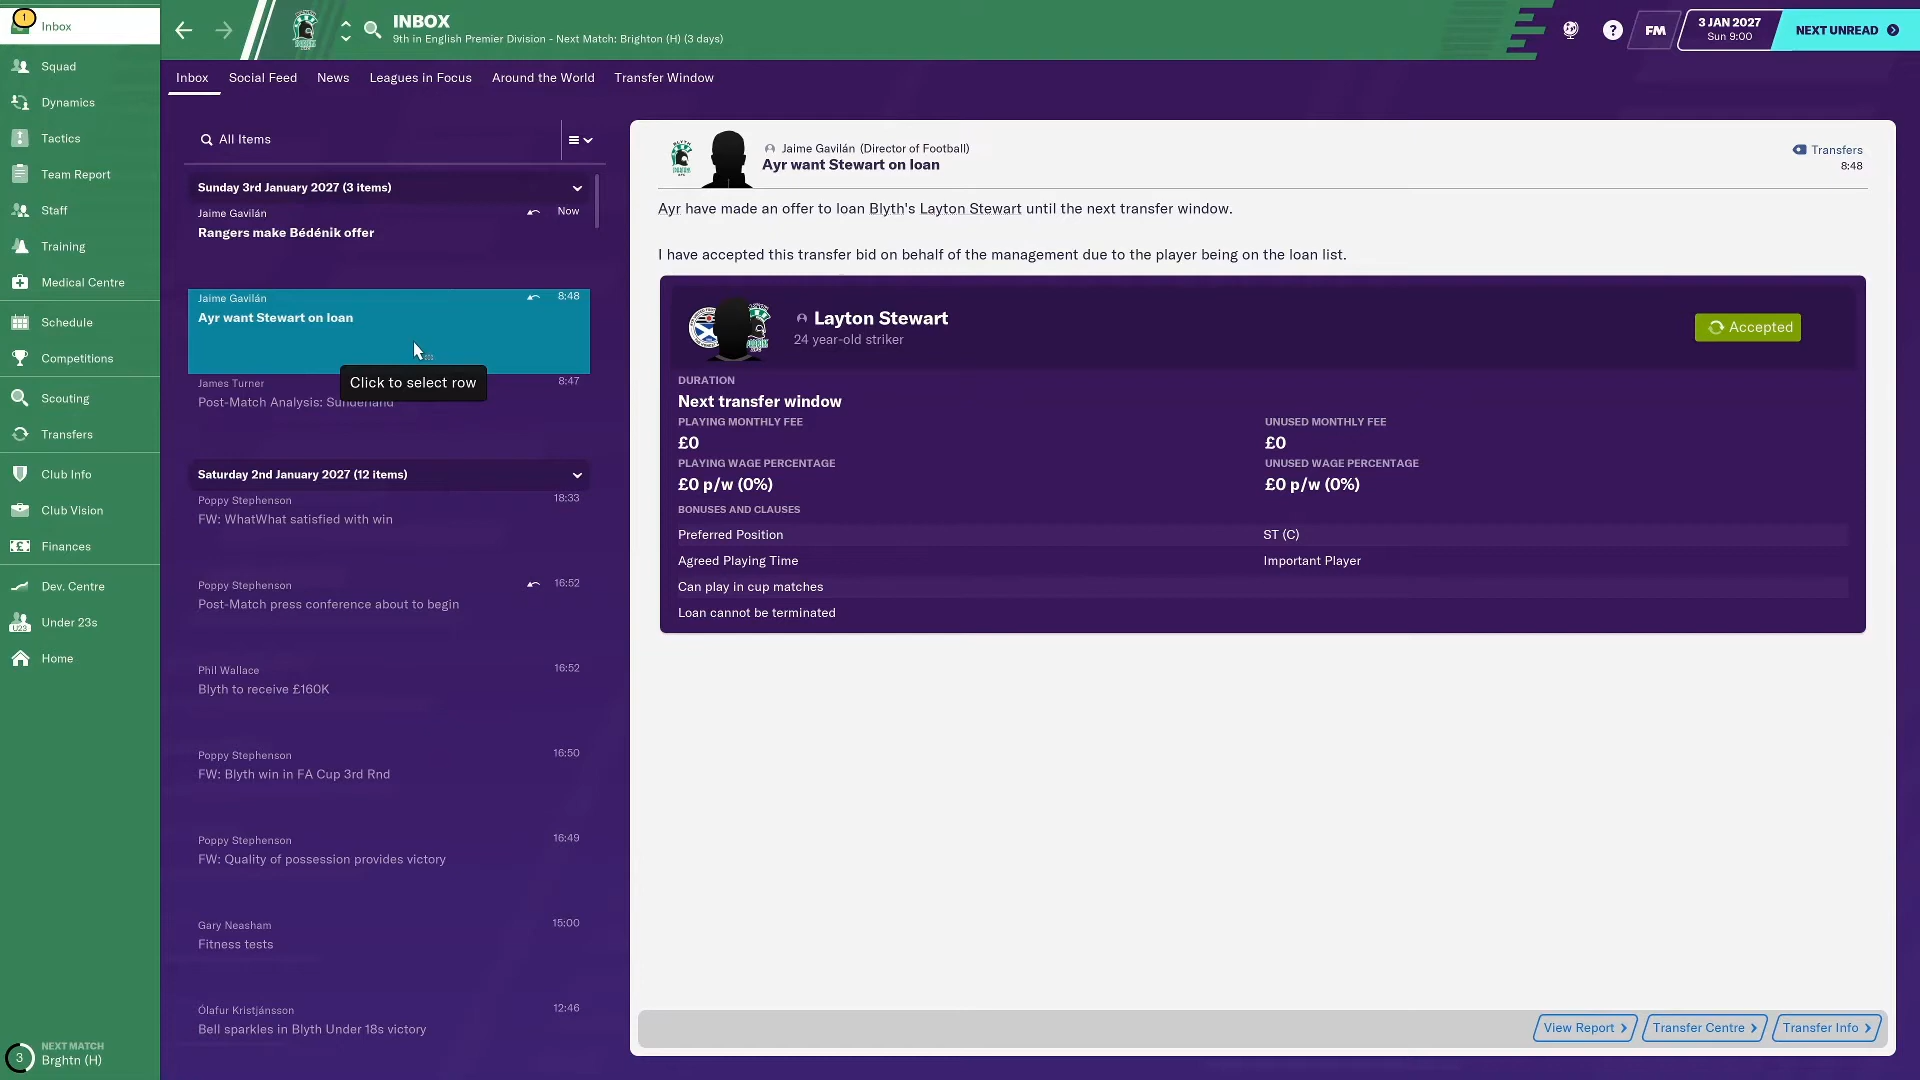 1
Inbox
Squad
Dynamics
Tactics
Team Report
Staff
Training
Medical Centre
Schedule
Competitions
Scouting
Transfers
Club Info
Club Vision
Finances
Dev. Centre
U23
Under 23s
Home
3
NEXT MATCH
Brghtn (H)
INBOX
9th in English Premier Division - Next Match: Brighton (H) (3 days)
?
FM
3 JAN 2027
Sun 9:00
NEXT UNREAD
Inbox
Social Feed
News
Leagues in Focus
Around the World
Transfer Window
All Items
Sunday 3rd January 2027 (3 items)
Jaime Gavilán
Now
Rangers make Bédénik offer
Jaime Gavilán
8:48
Ayr want Stewart on loan
Click to select row
James Turner
8:47
Post-Match Analysis: Sunderland
Saturday 2nd January 2027 (12 items)
Poppy Stephenson
18:33
FW: WhatWhat satisfied with win
Poppy Stephenson
16:52
Post-Match press conference about to begin
Phil Wallace
16:52
Blyth to receive £160K
Poppy Stephenson
16:50
FW: Blyth win in FA Cup 3rd Rnd
Poppy Stephenson
16:49
FW: Quality of possession provides victory
Gary Neasham
15:00
Fitness tests
Ólafur Kristjánsson
12:46
Bell sparkles in Blyth Under 18s victory
Jaime Gavilán (Director of Football)
Ayr want Stewart on loan
Transfers
8:48
Ayr have made an offer to loan Blyth's Layton Stewart until the next transfer window.
I have accepted this transfer bid on behalf of the management due to the player being on the loan list.
Layton Stewart
24 year-old striker
Accepted
DURATION
Next transfer window
PLAYING MONTHLY FEE
UNUSED MONTHLY FEE
£0
£0
PLAYING WAGE PERCENTAGE
UNUSED WAGE PERCENTAGE
£0 p/w (0%)
£0 p/w (0%)
BONUSES AND CLAUSES
Preferred Position
ST (C)
Agreed Playing Time
Important Player
Can play in cup matches
Loan cannot be terminated
View Report
Transfer Centre
Transfer Info